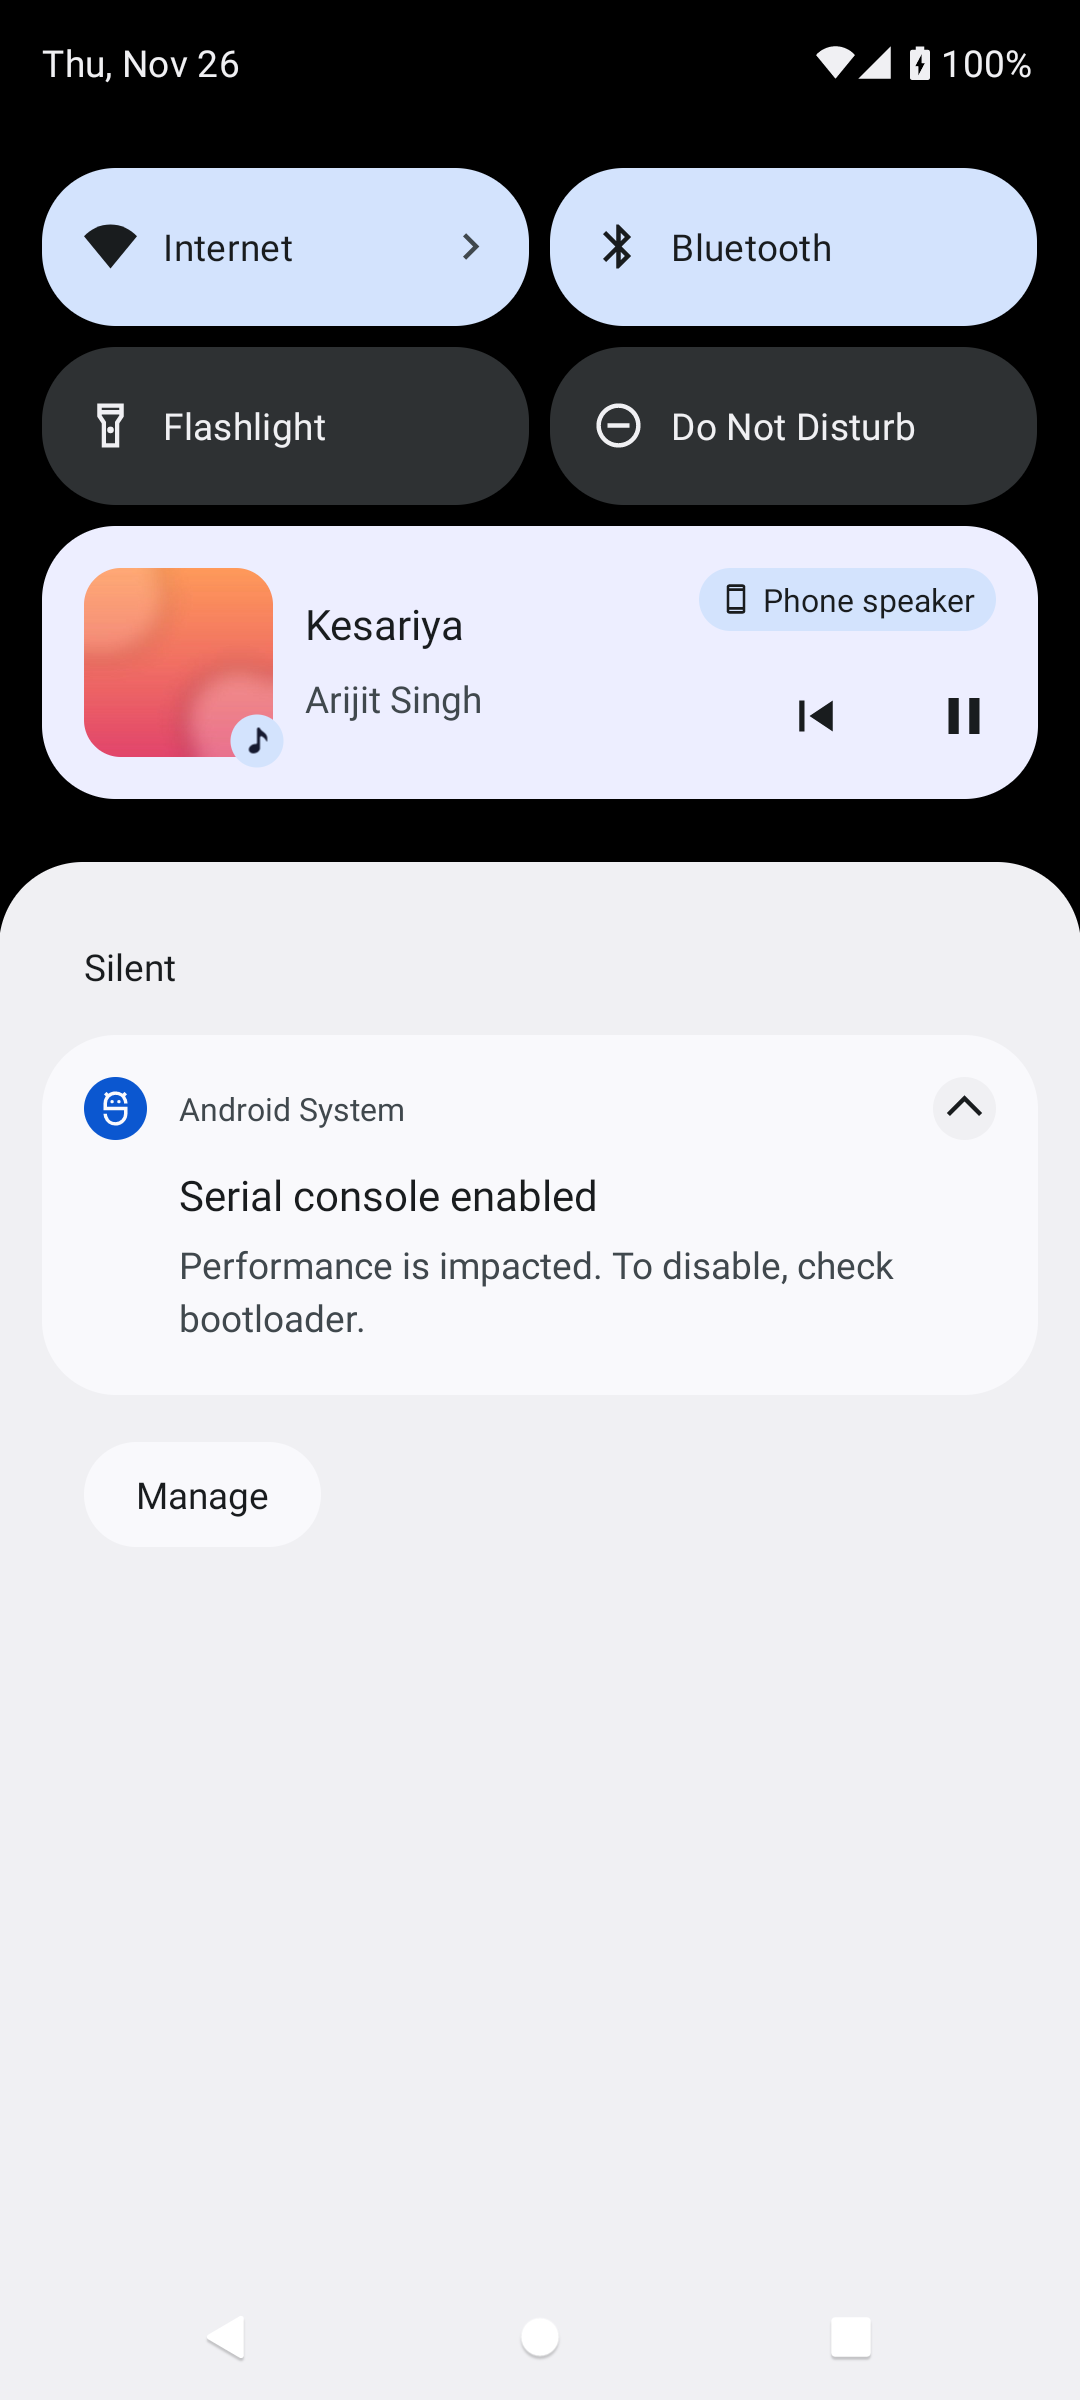 Thu, Nov 26
100%
Internet
Bluetooth
Flashlight
Do Not Disturb
Kesariya
Arijit Singh
Phone speaker
Silent
Android System
Serial console enabled
Performance is impacted. To disable, check
bootloader.
Manage